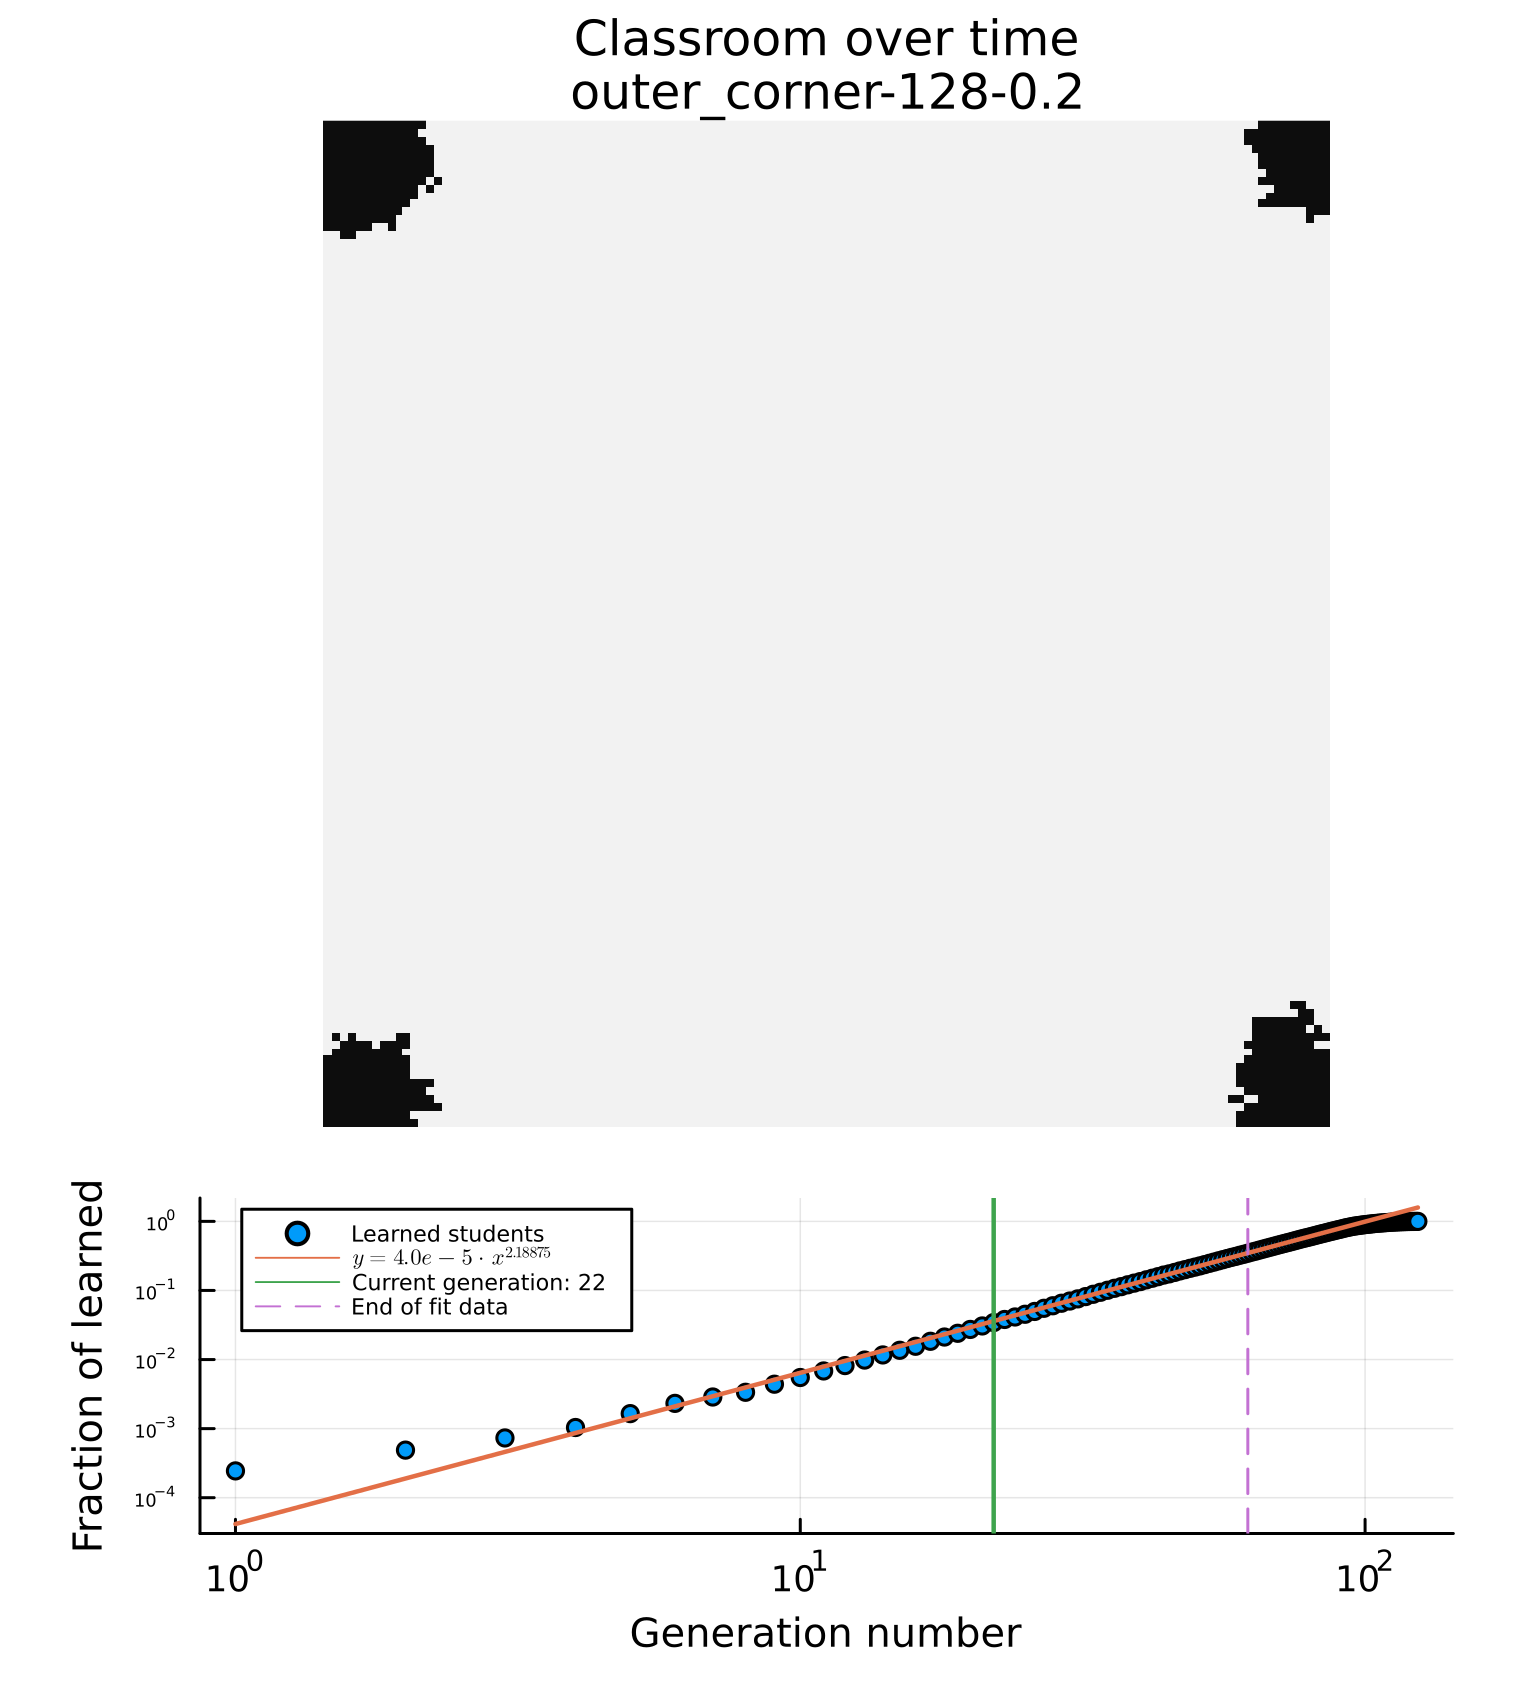 Classroom over time
outer_corner-128-0.2
Fraction of learned
10^0
10^-1
10^-2
10^-3
10^-4
Learned students
y = 4.0e − 5 · x^2.18875
Current generation: 22
End of fit data
10^0 10^1 10^2
Generation number